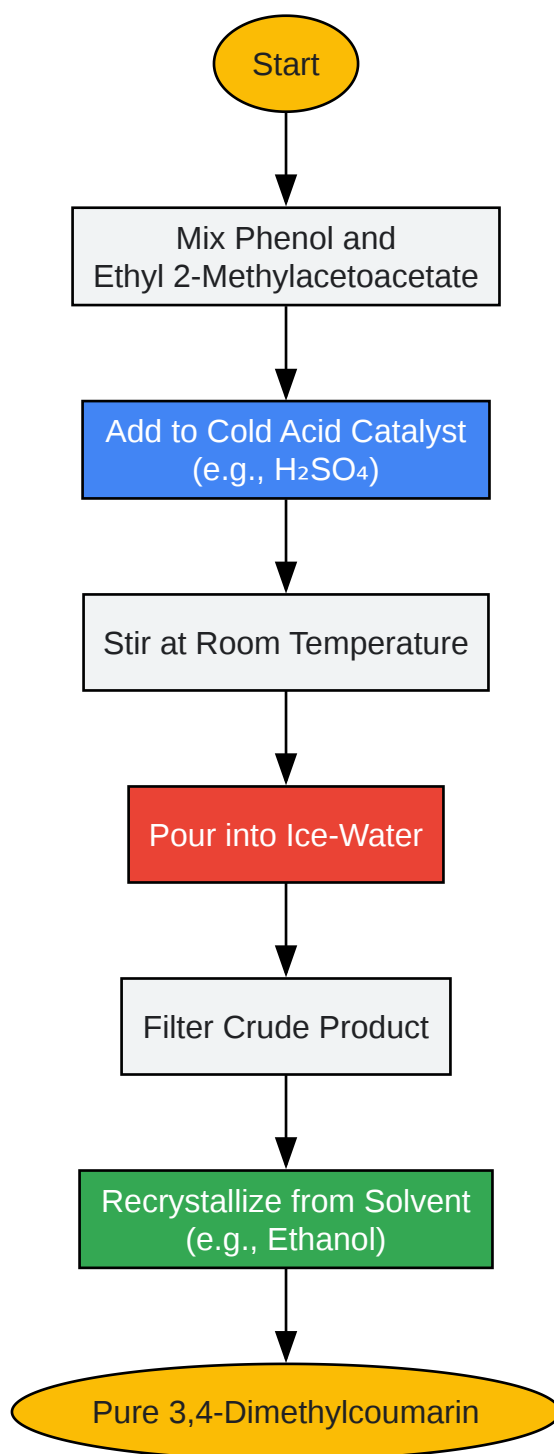 Start
Mix Phenol and
Ethyl 2-Methylacetoacetate
Add to Cold Acid Catalyst
(e.g., H₂SO₄)
Stir at Room Temperature
Pour into Ice-Water
Filter Crude Product
Recrystallize from Solvent
(e.g., Ethanol)
Pure 3,4-Dimethylcoumarin